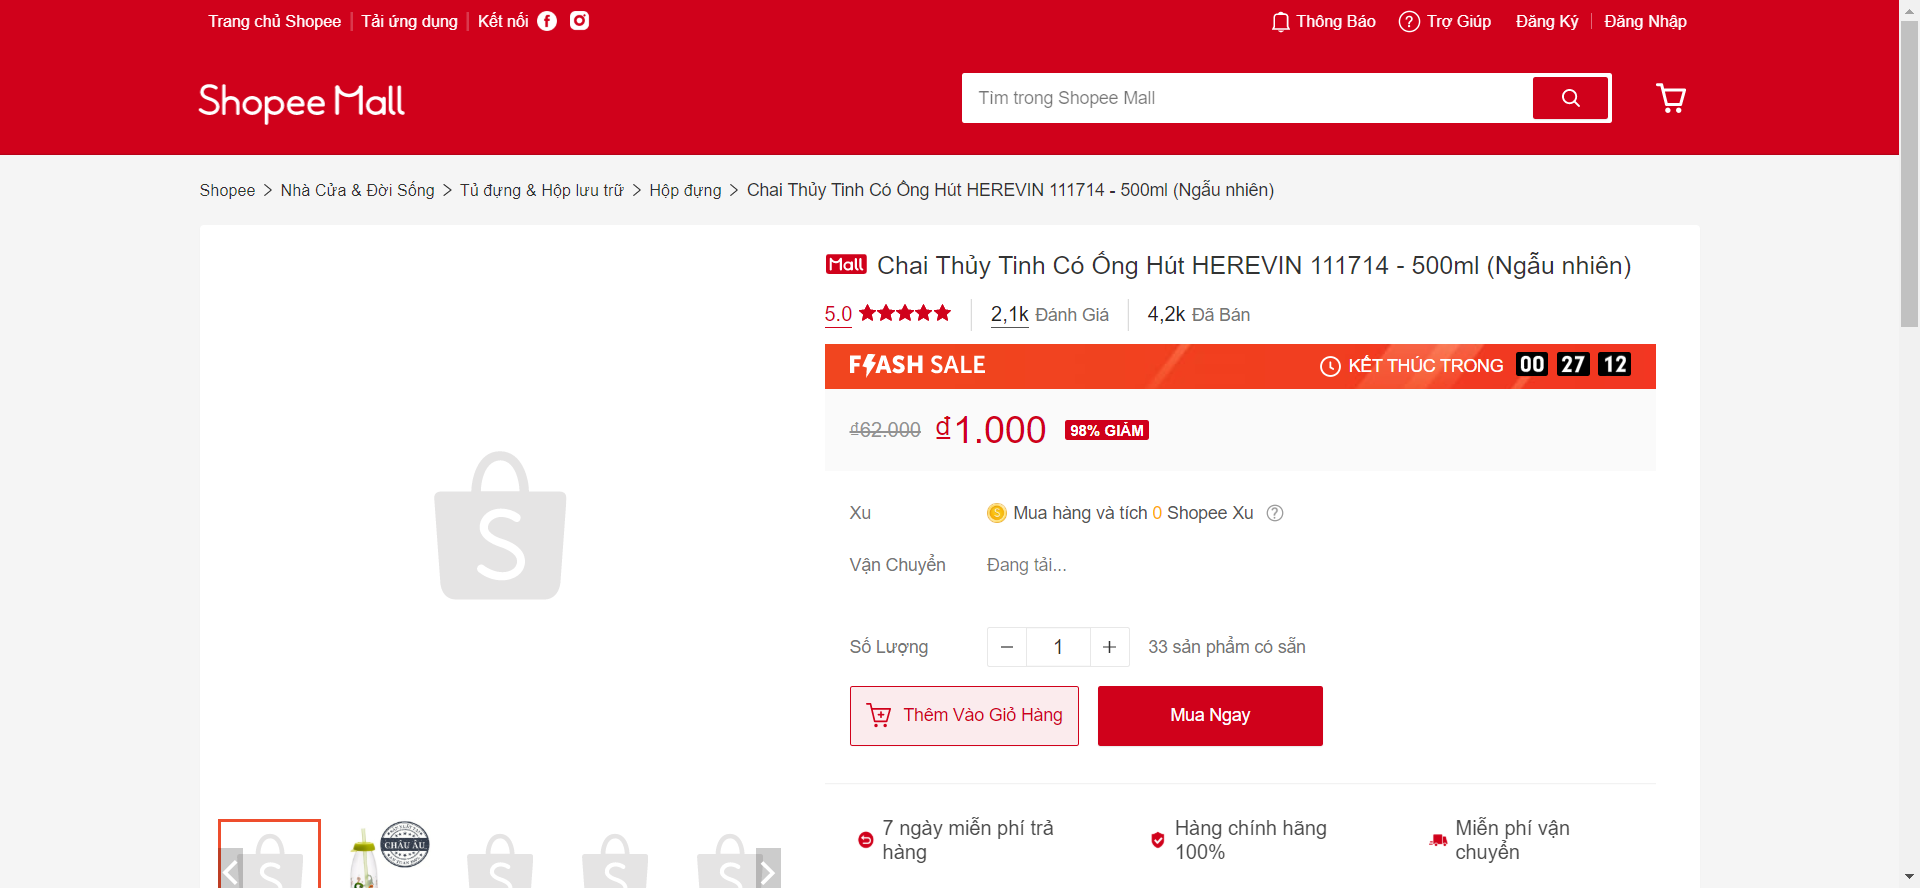 Trang chủ Shopee
Tải ứng dụng
Kết nối
Thông Báo
Trợ Giúp
Đăng Ký
Đăng Nhập
Shopee Mall
Tìm trong Shopee Mall
Shopee > Nhà Cửa & Đời Sống > Tủ đựng & Hộp lưu trữ > Hộp đựng > Chai Thủy Tinh Có Ống Hút HEREVIN 111714 - 500ml (Ngẫu nhiên)
Mall Chai Thủy Tinh Có Ống Hút HEREVIN 111714 - 500ml (Ngẫu nhiên)
5.0
2,1k Đánh Giá
4,2k Đã Bán
FLASH SALE
KẾT THÚC TRONG 00 27 12
₫62.000 ₫1.000 98% GIẢM
Xu
Mua hàng và tích 0 Shopee Xu
Vận Chuyển
Đang tải...
Số Lượng
1
33 sản phẩm có sẵn
Thêm Vào Giỏ Hàng
Mua Ngay
7 ngày miễn phí trả
hàng
Hàng chính hãng
100%
Miễn phí vận
chuyển
CHÂU ÂU